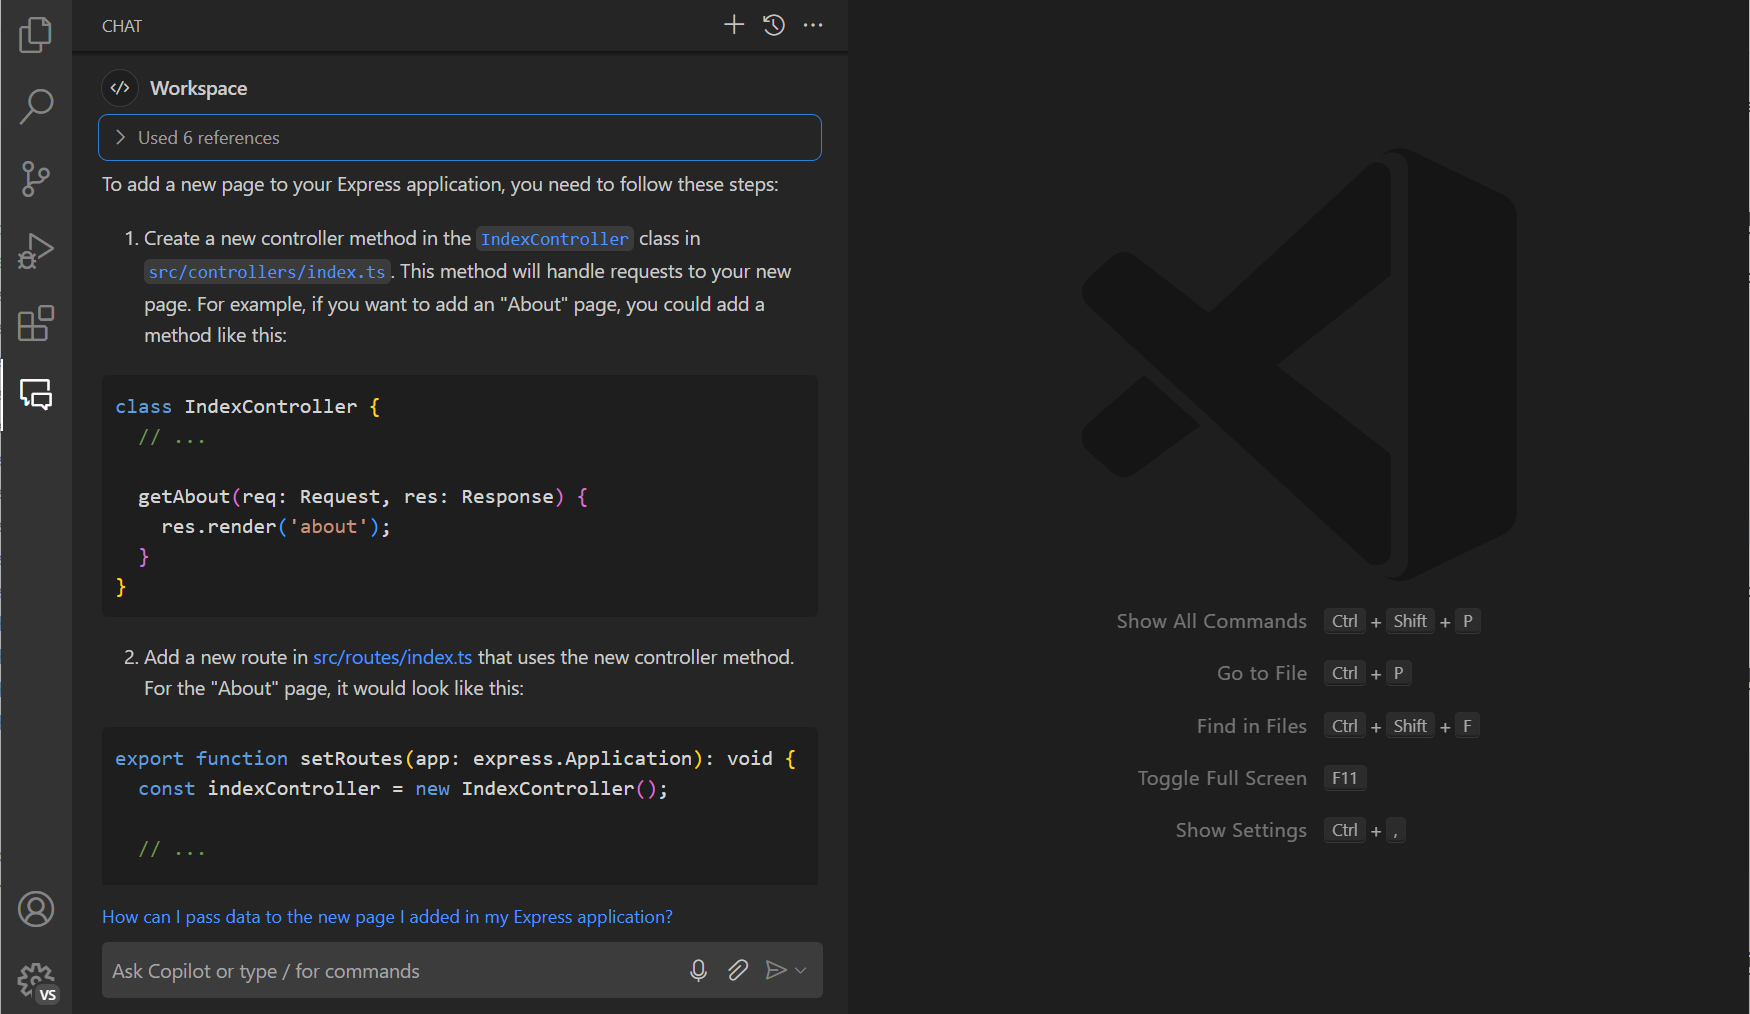 CHAT
Workspace
Used 6 references
To add a new page to your Express application, you need to follow these steps:
1. Create a new controller method in the IndexController class in
src/controllers/index.ts. This method will handle requests to your new
page. For example, if you want to add an "About" page, you could add a
method like this:
class IndexController {
  // ...
  getAbout(req: Request, res: Response) {
    res.render('about');
  }
}
2. Add a new route in src/routes/index.ts that uses the new controller method.
For the "About" page, it would look like this:
export function setRoutes(app: express.Application): void {
  const indexController = new IndexController();
  // ...
How can I pass data to the new page I added in my Express application?
Ask Copilot or type / for commands
VS
Show All Commands Ctrl + Shift + P
Go to File Ctrl + P
Find in Files Ctrl + Shift + F
Toggle Full Screen F11
Show Settings Ctrl + ,